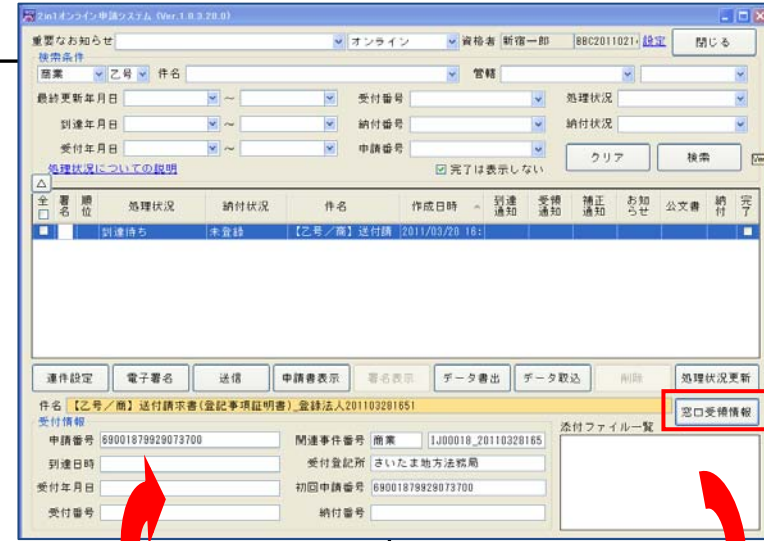 2in1オンライン申請システム (Ver.1.0.3.20.0)
重要なお知らせ オンライン 資格者 新宿一郎 BBC2011021 設定 閉じる
検索条件
商業 乙号 件名 管轄
最終更新年月日 ～ 受付番号 処理状況
到達年月日 ～ 納付番号 納付状況
受付年月日 ～ 申請番号
処理状況についての説明 完了は表示しない クリア 検索
△
全 署名 順位 処理状況 納付状況 件名 作成日時 到達通知 受領通知 補正通知 お知らせ 公文書 納付 完了
到達待ち 未登録 【乙号／商】送付請 2011/03/28 16:
連件設定 電子署名 送信 申請書表示 署名表示 データ書出 データ取込 削除 処理状況更新
件名 【乙号／商】送付請求書(登記事項証明書)_登録法人201103281651 窓口受領情報
受付情報 添付ファイル一覧
申請番号 69001879929073700 関連事件番号 商業 1J00018_20110328165
到達日時 受付登記所 さいたま地方法務局
受付年月日 初回申請番号 69001879929073700
受付番号 納付番号